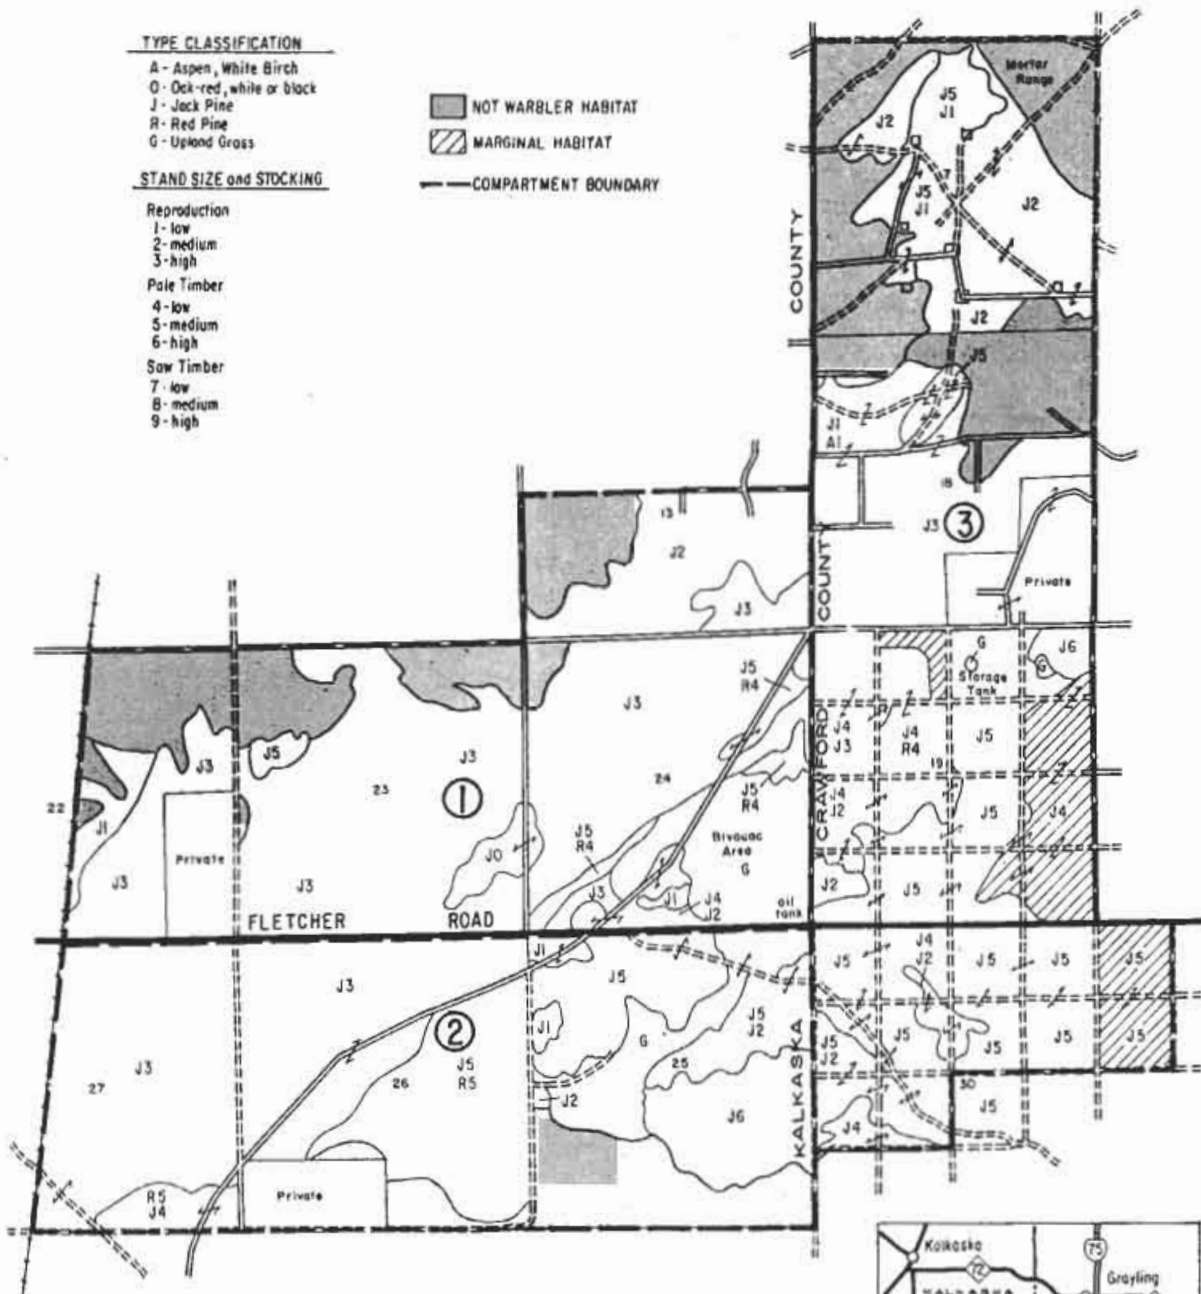 TYPE CLASSIFICATION
A - Aspen, White Birch
O - Oak-red, white or black
J - Jack Pine
R - Red Pine
G - Upland Grass
STAND SIZE and STOCKING
Reproduction
1 - low
2 - medium
3 - high
Pole Timber
4 - low
5 - medium
6 - high
Saw Timber
7 - low
8 - medium
9 - high
NOT WARBLER HABITAT
MARGINAL HABITAT
COMPARTMENT BOUNDARY
Mortar
Range
J5
J1
J2
7
J5
J1
J2
COUNTY
J2
J5
J1
A1
18
J3
3
13
J2
J3
COUNTY
Private
J5
R4
G
Storage
Tank
J6
G
J3
CRAWFORD
J4
J3
J4
R4
J5
19
J3
J5
J3
23
24
J5
R4
J4
J2
J5
J4
22
J1
1
Private
J3
J3
JO
J5
R4
Bivouac
Area
G
J3
J1
J4
J2
J2
J5
oil
tank
FLETCHER ROAD
J1
J5
J4
J2
J5
J5
J5
J3
J5
J3
2
J1
G
J5
J2
KALKASKA
J5
J2
J5
J5
J5
J5
27
26
J5
R5
25
J2
J6
J4
30
J5
R5
J4
Private
Kalkaska
72
75
Grayling
KALKASKA